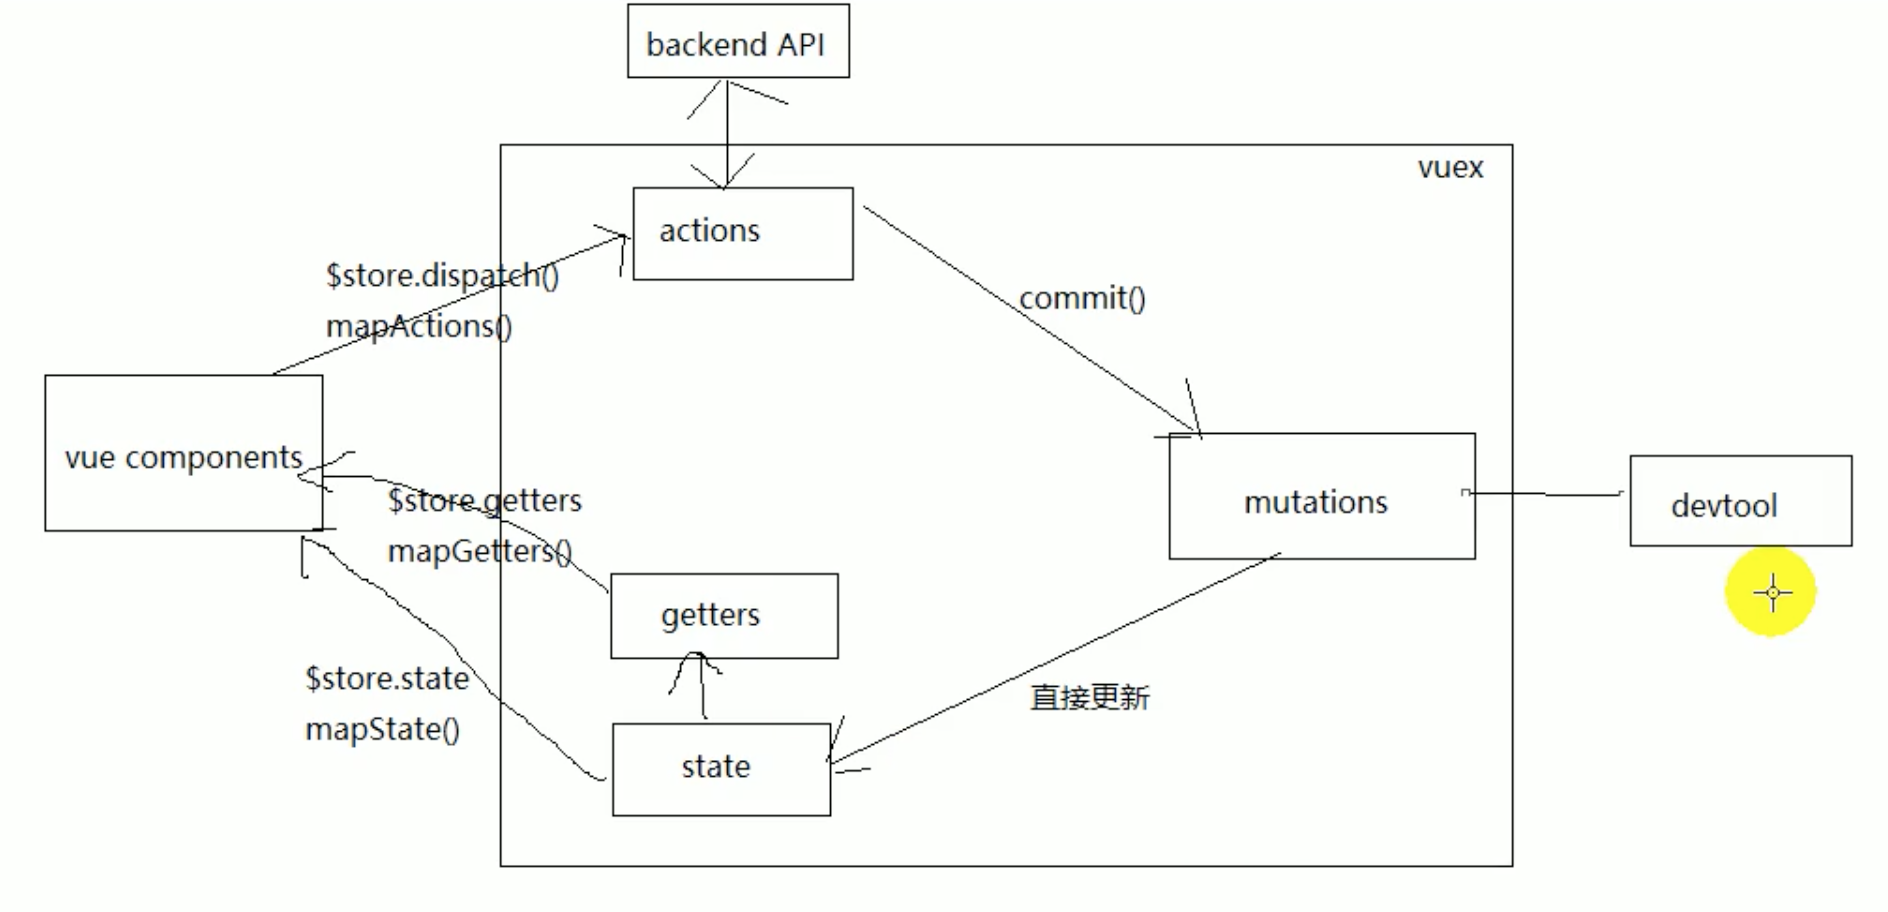 backend API
vuex
actions
$store.dispatch()
mapActions()
commit()
vue components
$store.getters
mapGetters()
mutations
devtool
getters
$store.state
mapState()
直接更新
state